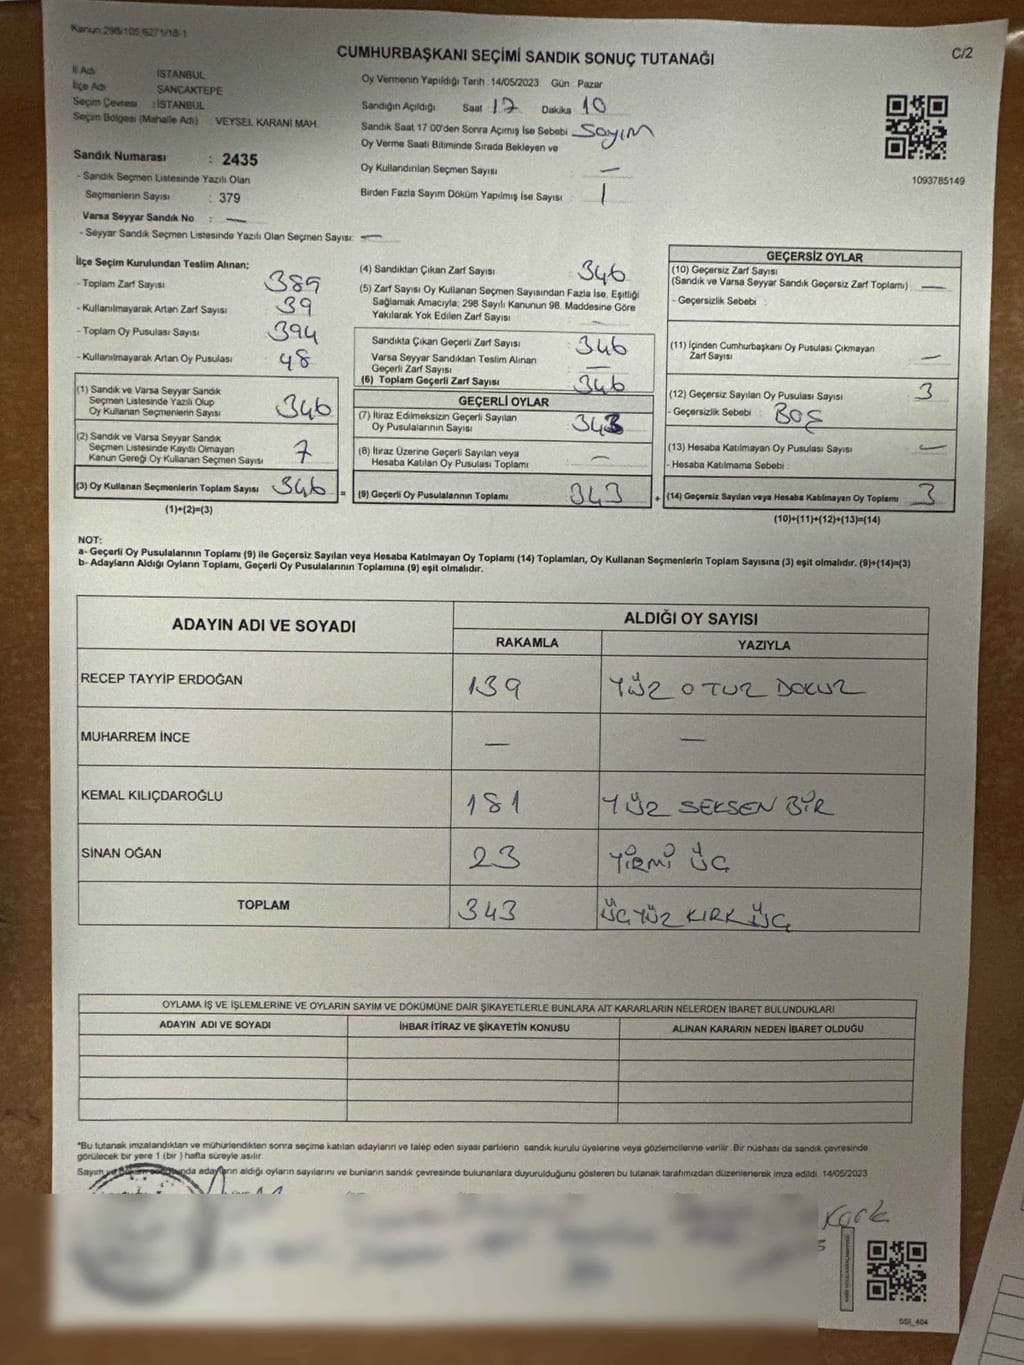 Kanun:298/105,6271/18-1
C/2
CUMHURBAŞKANI SEÇİMİ SANDIK SONUÇ TUTANAĞI
İl Adı İSTANBUL
İlçe Adı SANCAKTEPE
Seçim Çevresi : İSTANBUL
Seçim Bölgesi (Mahalle Adı) VEYSEL KARANİ MAH.
Sandık Numarası : 2435
- Sandık Seçmen Listesinde Yazılı Olan
Seçmenlerin Sayısı : 379
Varsa Seyyar Sandık No : —
- Seyyar Sandık Seçmen Listesinde Yazılı Olan Seçmen Sayısı: —
Oy Vermenin Yapıldığı Tarih : 14/05/2023 Gün : Pazar
Sandığın Açıldığı Saat 17 Dakika 10
Sandık Saat 17:00'den Sonra Açımış İse Sebebi Sayım
Oy Verme Saati Bitiminde Sırada Bekleyen ve
Oy Kullandırılan Seçmen Sayısı : —
Birden Fazla Sayım Döküm Yapılmış İse Sayısı : 1
1093785149
İlçe Seçim Kurulundan Teslim Alınan;
- Toplam Zarf Sayısı : 389
- Kullanılmayarak Artan Zarf Sayısı : 39
- Toplam Oy Pusulası Sayısı : 394
- Kullanılmayarak Artan Oy Pusulası : 48
(1) Sandık ve Varsa Seyyar Sandık
Seçmen Listesinde Yazılı Olup
Oy Kullanan Seçmenlerin Sayısı 346
(2) Sandık ve Varsa Seyyar Sandık
Seçmen Listesinde Kayıtlı Olmayan
Kanun Gereği Oy Kullanan Seçmen Sayısı : 7
(3) Oy Kullanan Seçmenlerin Toplam Sayısı : 346
(1)+(2)=(3)
(4) Sandıktan Çıkan Zarf Sayısı : 346
(5) Zarf Sayısı Oy Kullanan Seçmen Sayısından Fazla İse, Eşitliği
Sağlamak Amacıyla; 298 Sayılı Kanunun 98. Maddesine Göre
Yakılarak Yok Edilen Zarf Sayısı : —
Sandıkta Çıkan Geçerli Zarf Sayısı : 346
Varsa Seyyar Sandıktan Teslim Alınan
Geçerli Zarf Sayısı : —
(6) Toplam Geçerli Zarf Sayısı 346
GEÇERLİ OYLAR
(7) İtiraz Edilmeksizin Geçerli Sayılan
Oy Pusulalarının Sayısı : 343
(8) İtiraz Üzerine Geçerli Sayılan veya
Hesaba Katılan Oy Pusulası Toplamı : —
= (9) Geçerli Oy Pusulalarının Toplamı : 343 +
GEÇERSİZ OYLAR
(10) Geçersiz Zarf Sayısı
(Sandık ve Varsa Seyyar Sandık Geçersiz Zarf Toplamı) : —
- Geçersizlik Sebebi :
(11) İçinden Cumhurbaşkanı Oy Pusulası Çıkmayan
Zarf Sayısı : —
(12) Geçersiz Sayılan Oy Pusulası Sayısı : 3
- Geçersizlik Sebebi : BOŞ
(13) Hesaba Katılmayan Oy Pusulası Sayısı : —
- Hesaba Katılmama Sebebi :
(14) Geçersiz Sayılan veya Hesaba Katılmayan Oy Toplamı : 3
(10)+(11)+(12)+(13)=(14)
NOT:
a- Geçerli Oy Pusulalarının Toplamı (9) ile Geçersiz Sayılan veya Hesaba Katılmayan Oy Toplamı (14) Toplamları, Oy Kullanan Seçmenlerin Toplam Sayısına (3) eşit olmalıdır. (9)+(14)=(3)
b- Adayların Aldığı Oyların Toplamı, Geçerli Oy Pusulalarının Toplamına (9) eşit olmalıdır.
ADAYIN ADI VE SOYADI
ALDIĞI OY SAYISI
RAKAMLA YAZIYLA
RECEP TAYYİP ERDOĞAN 139 YÜZ OTUZ DOKUZ
MUHARREM İNCE — —
KEMAL KILIÇDAROĞLU 181 YÜZ SEKSEN BİR
SİNAN OĞAN 23 YİRMİ ÜÇ
TOPLAM 343 ÜÇ YÜZ KIRK ÜÇ
OYLAMA İŞ VE İŞLEMLERİNE VE OYLARIN SAYIM VE DÖKÜMÜNE DAİR ŞİKAYETLERLE BUNLARA AİT KARARLARIN NELERDEN İBARET BULUNDUKLARI
ADAYIN ADI VE SOYADI İHBAR İTİRAZ VE ŞİKAYETİN KONUSU ALINAN KARARIN NEDEN İBARET OLDUĞU
*Bu tutanak imzalandıktan ve mühürlendikten sonra seçime katılan adayların ve talep eden siyasi partilerin sandık kurulu üyelerine veya gözlemcilerine verilir. Bir nüshası da sandık çevresinde
görülecek bir yere 1 (bir ) hafta süreyle asılır.
Sayım ve adayların aldığı oyların sayılarını ve bunların sandık çevresinde bulunanlara duyurulduğunu gösteren bu tutanak tarafımızdan düzenlenerek imza edildi. 14/05/2023
SSİ_404